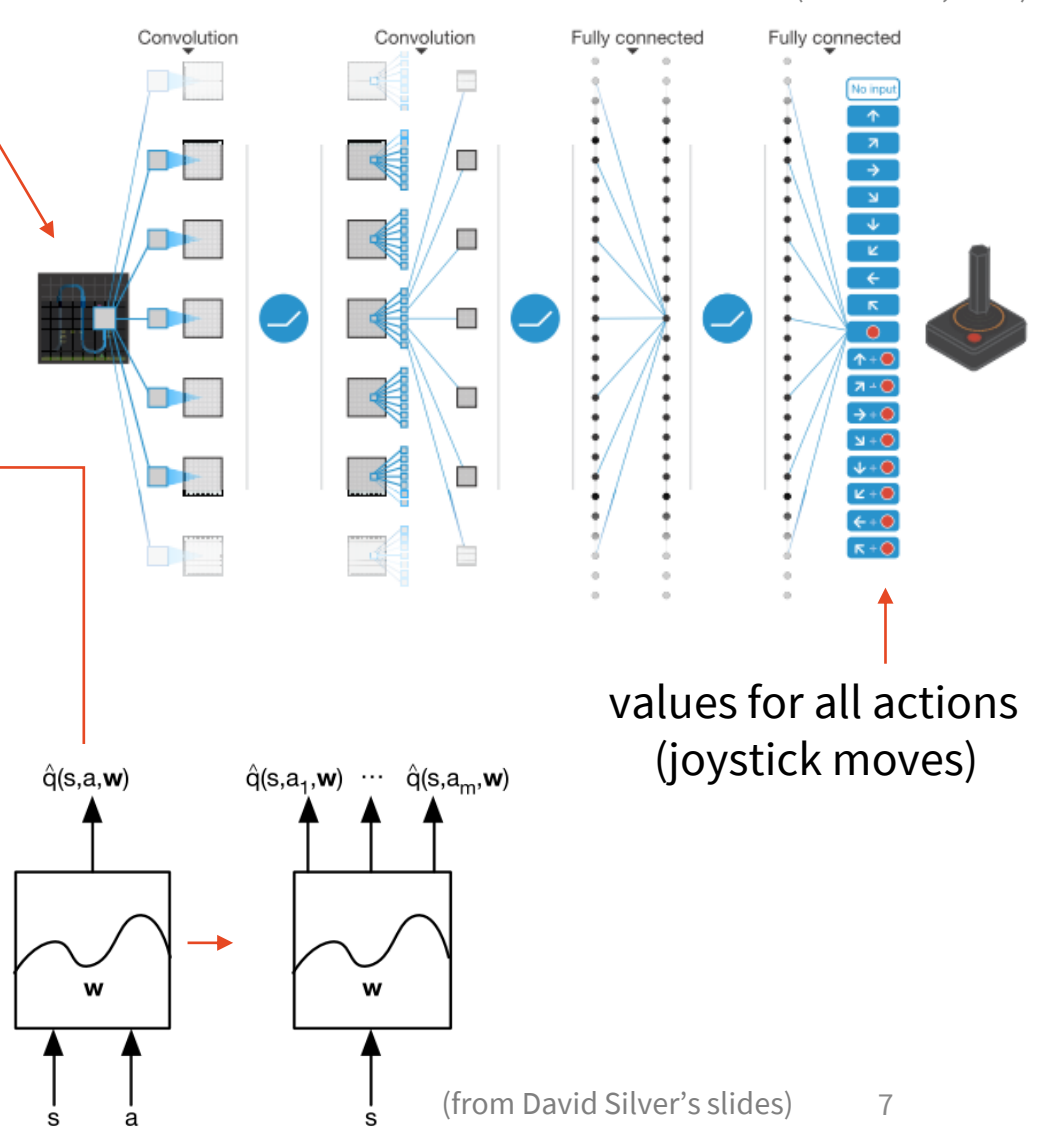 Convolution
Convolution
Fully connected
Fully connected
No input
↑
↗
→
↘
↓
↙
←
↖
↑ +
↗ +
→ +
↘ +
↓ +
↙ +
← +
↖ +
values for all actions
(joystick moves)
q̂(s,a,w)
q̂(s,a₁,w) ... q̂(s,aₘ,w)
w
w
s
a
s
(from David Silver's slides)
7